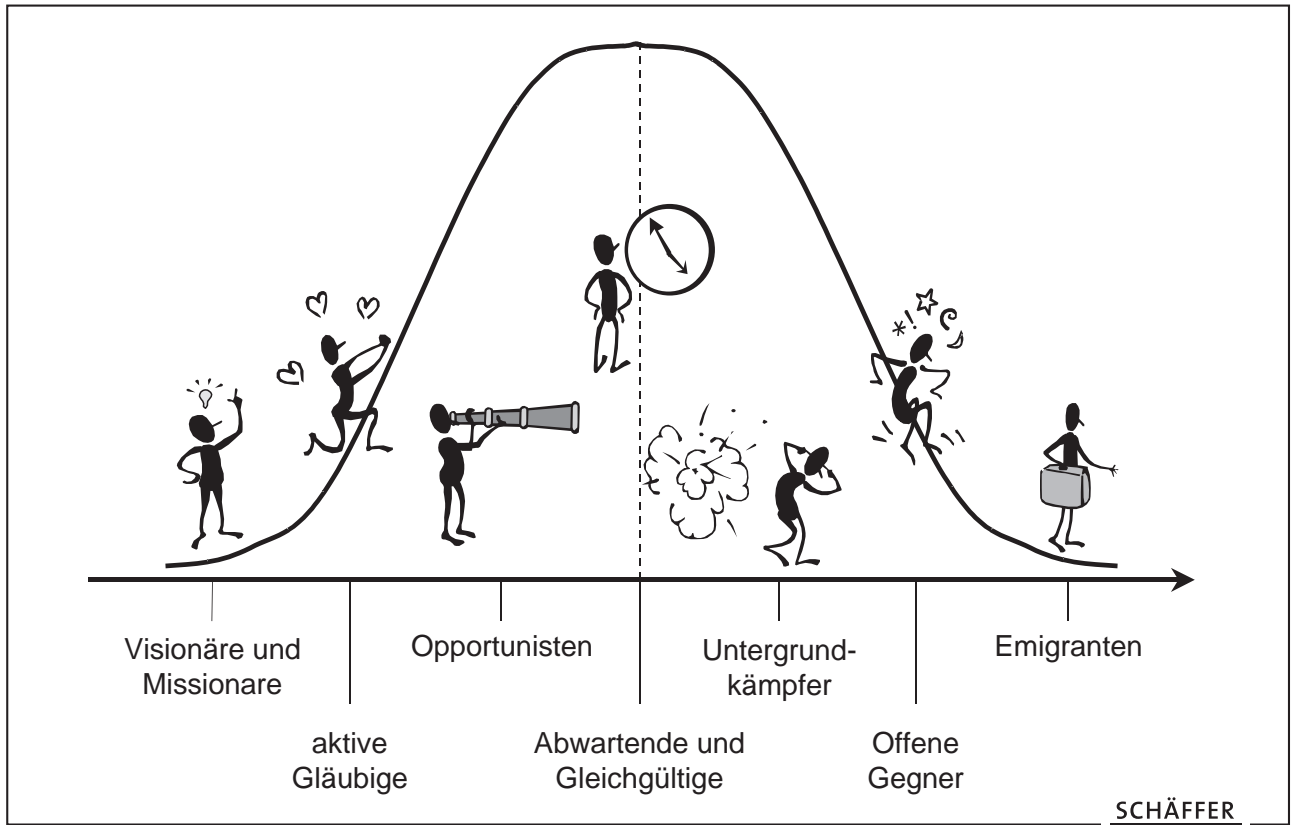 Visionäre und
Missionare
aktive
Gläubige
Opportunisten
Abwartende und
Gleichgültige
Untergrund-
kämpfer
Offene
Gegner
Emigranten
SCHÄFFER